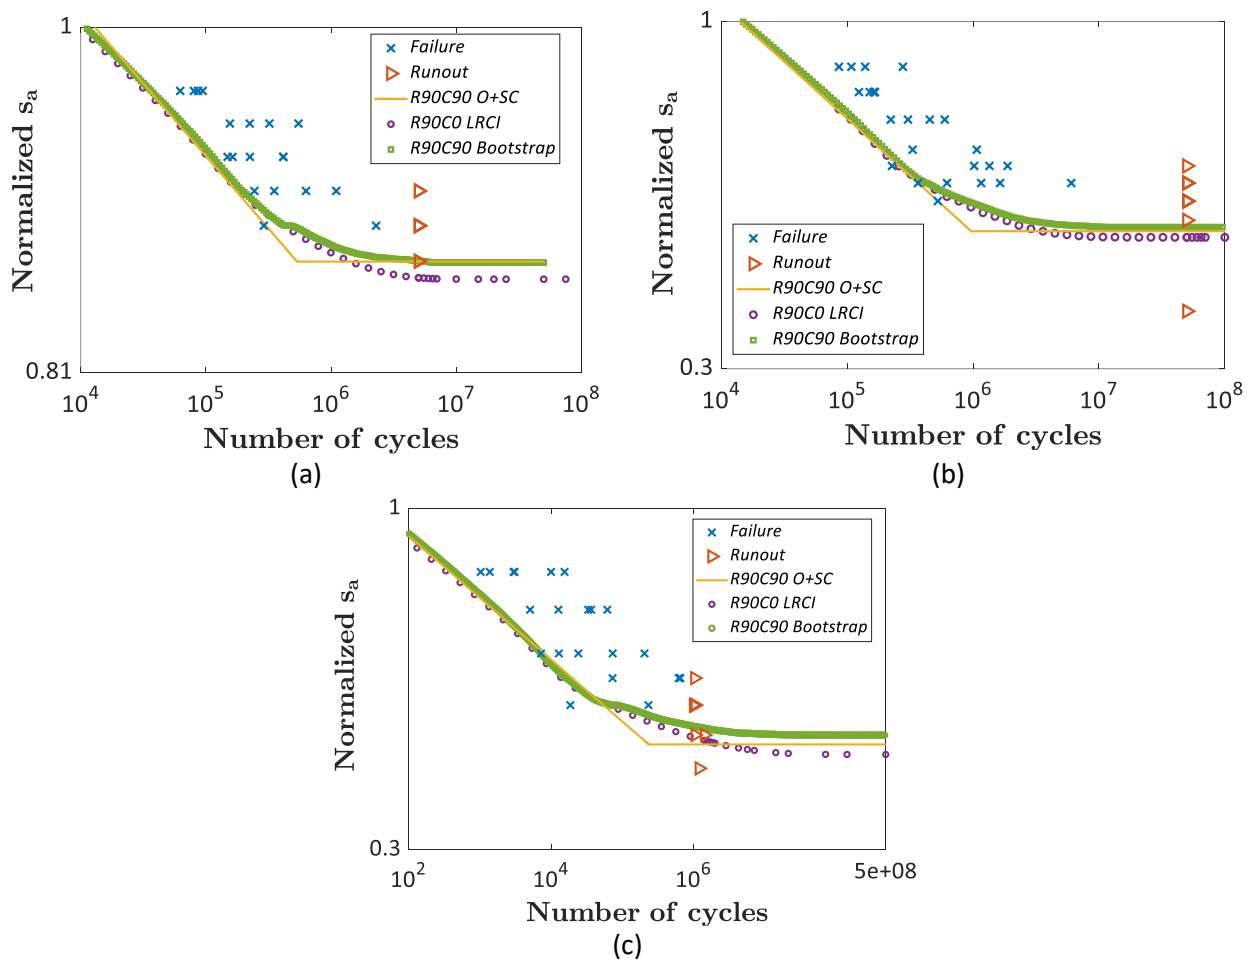 1
Normalized s_a
0.81
Failure
Runout
R90C90 O+SC
R90C0 LRCI
R90C90 Bootstrap
10^4 10^5 10^6 10^7 10^8
Number of cycles
(a)
1
Normalized s_a
0.3
Failure
Runout
R90C90 O+SC
R90C0 LRCI
R90C90 Bootstrap
10^4 10^5 10^6 10^7 10^8
Number of cycles
(b)
1
Normalized s_a
0.3
Failure
Runout
R90C90 O+SC
R90C0 LRCI
R90C90 Bootstrap
10^2 10^4 10^6 5e+08
Number of cycles
(c)